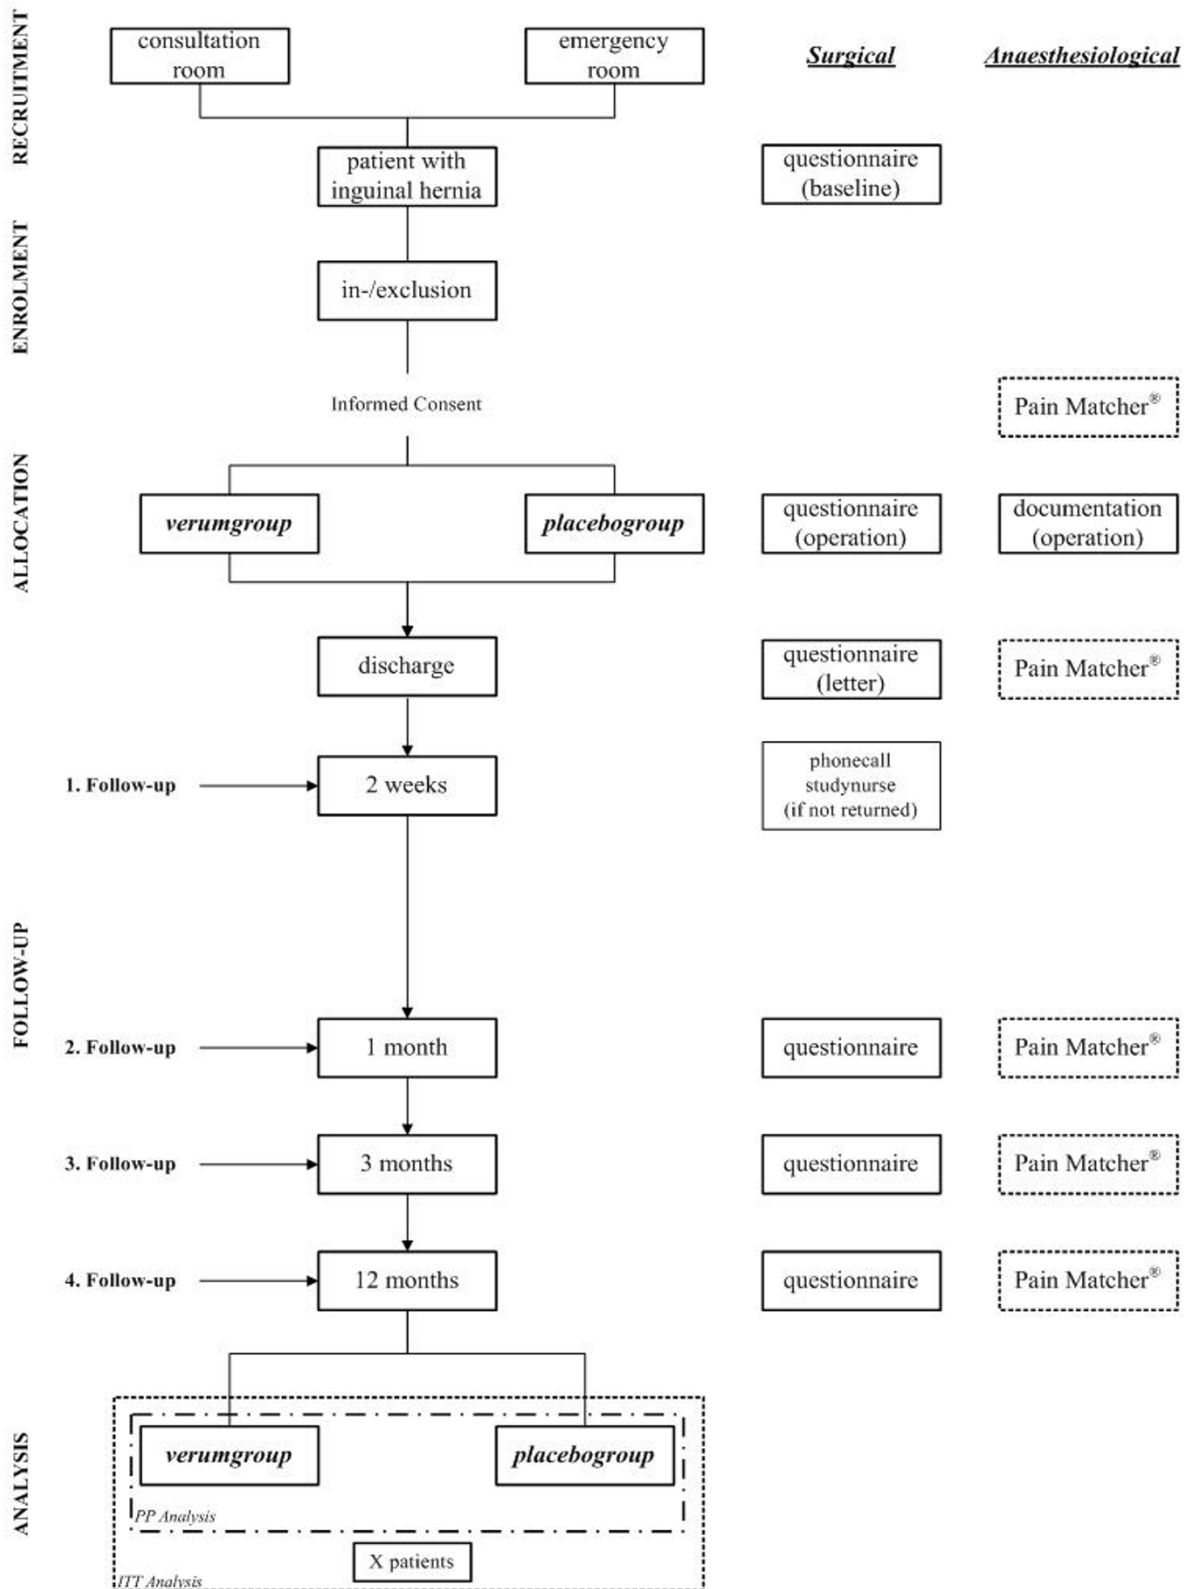 RECRUITMENT
consultation
room
emergency
room
Surgical
Anaesthesiological
patient with
inguinal hernia
questionnaire
(baseline)
ENROLMENT
in-/exclusion
Informed Consent
Pain Matcher®
ALLOCATION
verumgroup
placebogroup
questionnaire
(operation)
documentation
(operation)
discharge
questionnaire
(letter)
Pain Matcher®
1. Follow-up
2 weeks
phonecall
studynurse
(if not returned)
FOLLOW-UP
2. Follow-up
1 month
questionnaire
Pain Matcher®
3. Follow-up
3 months
questionnaire
Pain Matcher®
4. Follow-up
12 months
questionnaire
Pain Matcher®
ANALYSIS
verumgroup
placebogroup
PP Analysis
X patients
ITT Analysis